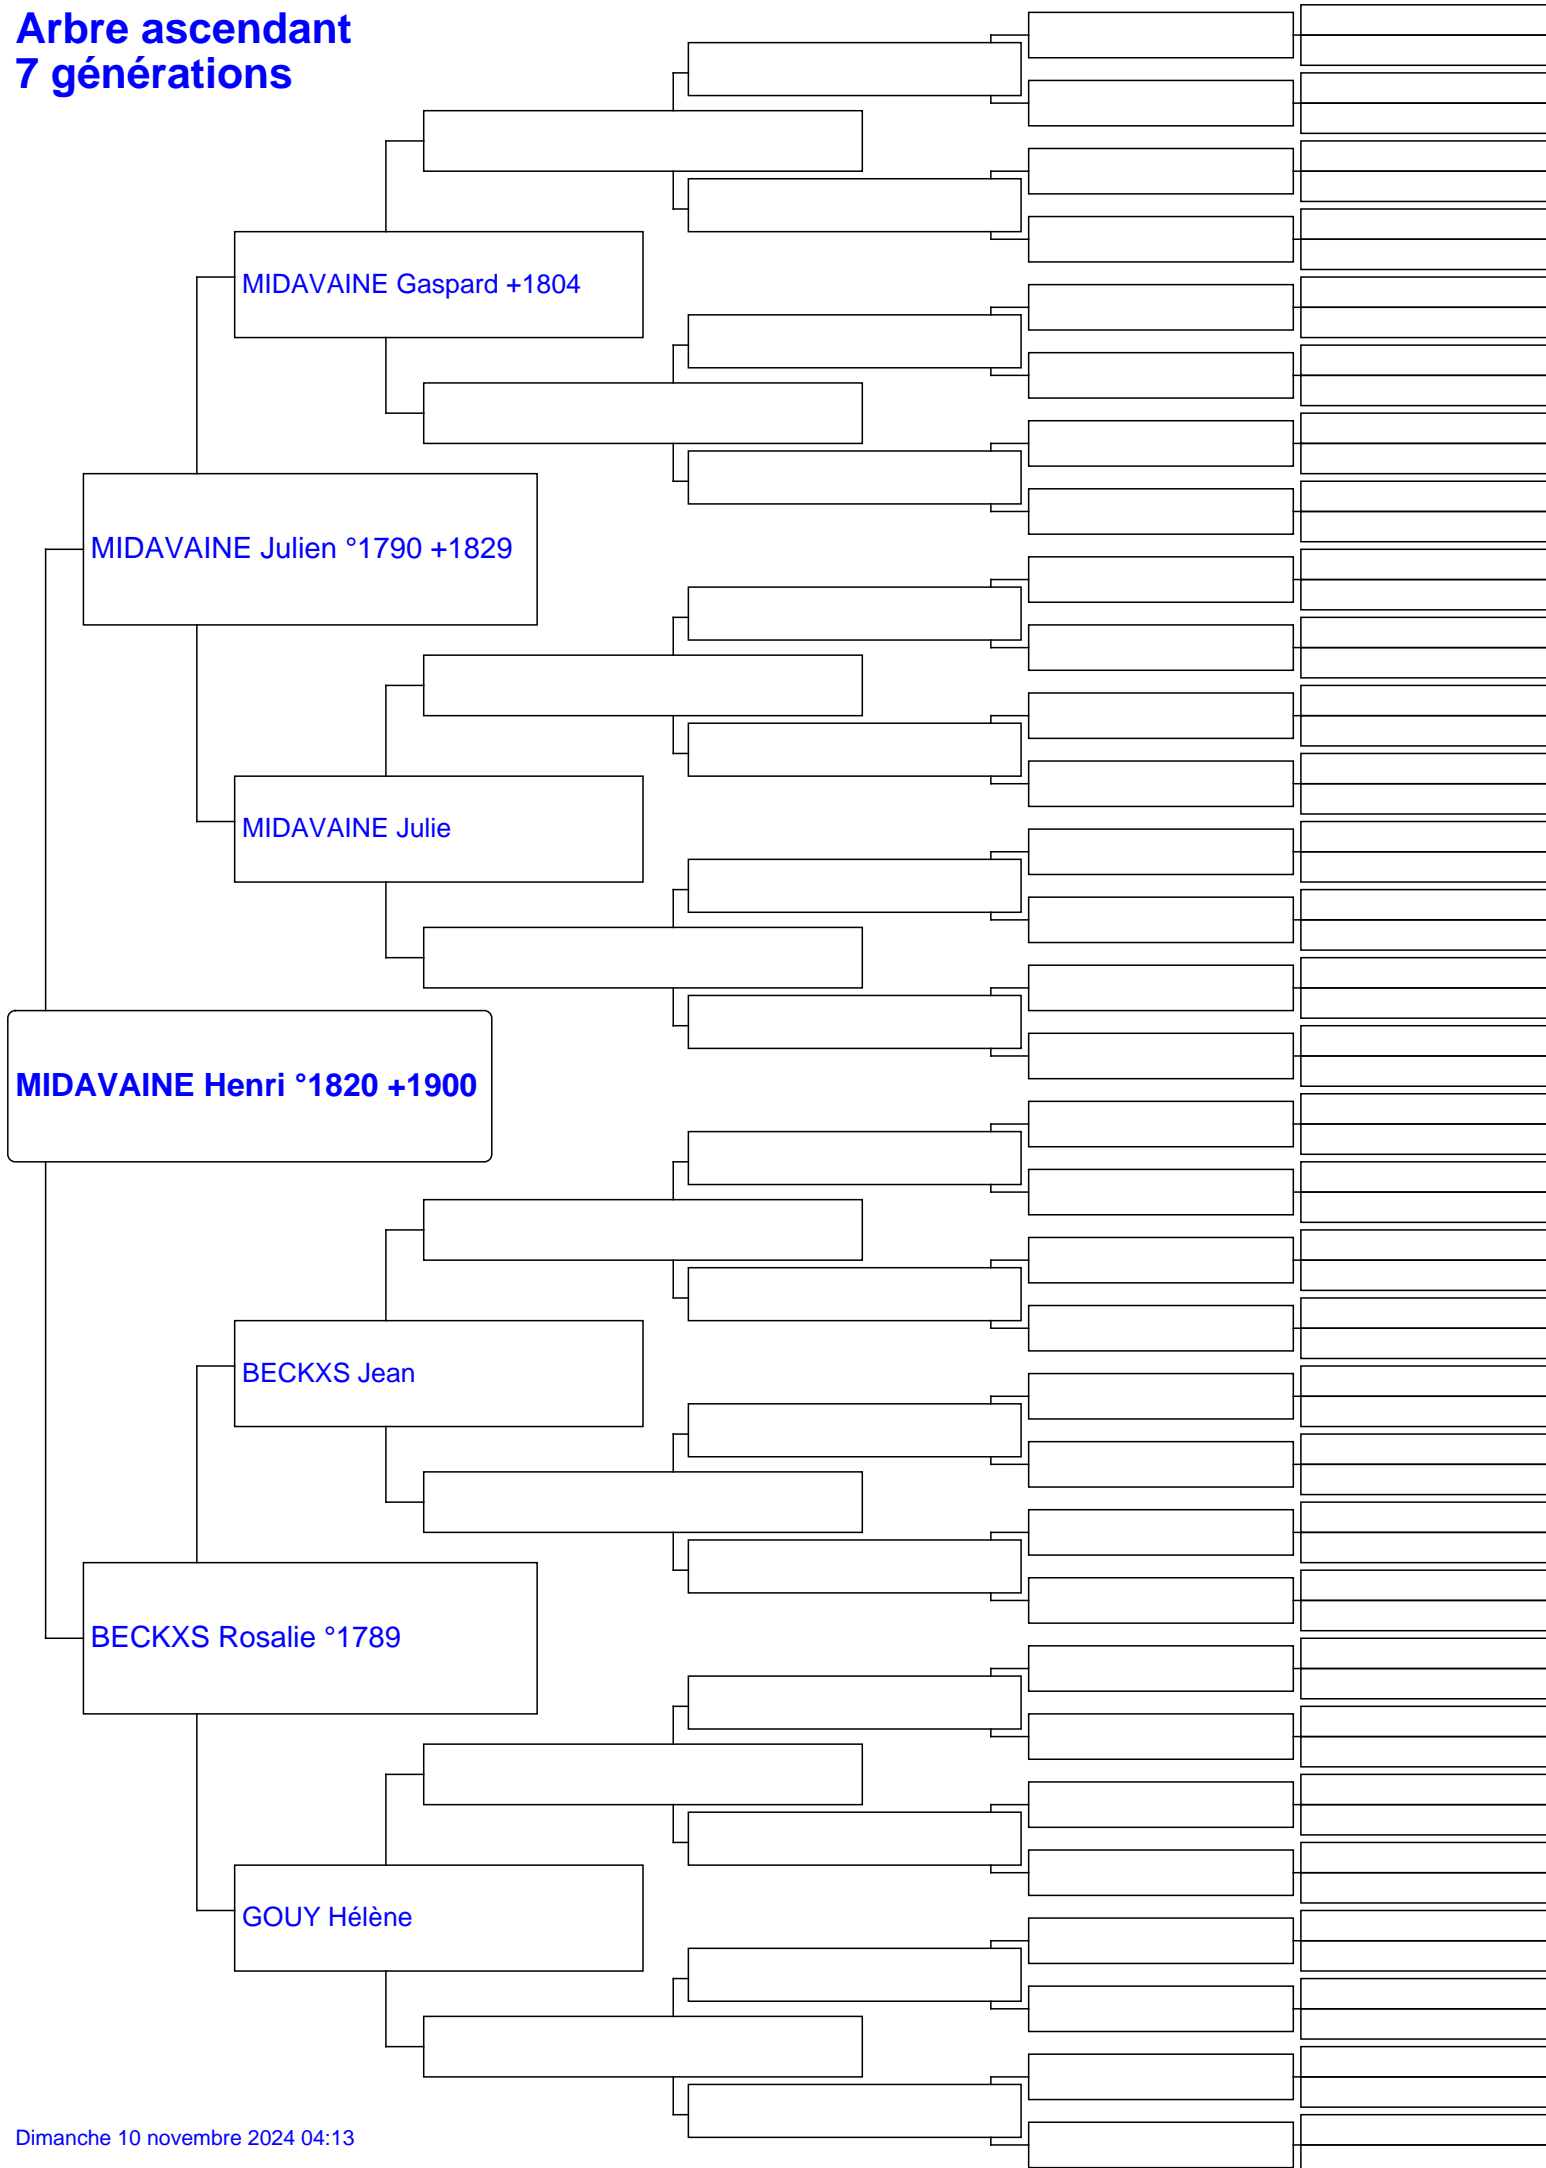 Arbre ascendant
7 générations
MIDAVAINE Gaspard +1804
MIDAVAINE Julien °1790 +1829
MIDAVAINE Julie
MIDAVAINE Henri °1820 +1900
BECKXS Jean
BECKXS Rosalie °1789
GOUY Hélène
Dimanche 10 novembre 2024 04:13